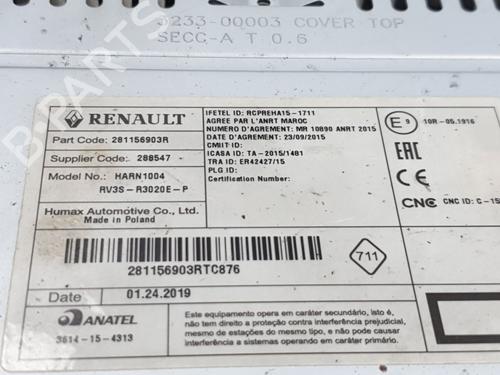 3233-00003 COVER TOP
SECC-A T 0.6
RENAULT
Part Code: 281156903R
Supplier Code: 288547
Model No.: HARN1004
RV3S-R3020E-P
Humax Automotive Co., Ltd.
Made in Poland
IFETEL ID: RCPREHA15-1711
AGREE PAR L'ANRT MAROC
NUMERO D'AGREMENT: MR 10890 ANRT 2015
DATE D'AGREMENT: 23/09/2015
CMIIT ID:
ICASA ID: TA-2015/1481
TRA ID: ER42427/15
PLG ID:
Certification Number:
E9
10R-05.1916
EAC
CE
CNC CNC ID: C-15
281156903RTC876
711
Date 01.24.2019
ANATEL
3614-15-4313
Este equipamento opera em caráter secundário, isto é, não tem
direito a proteção contra interferência prejudicial,
mesmo de estações do mesmo tipo, e não pode causar
interferência a sistemas operando em caráter primário.